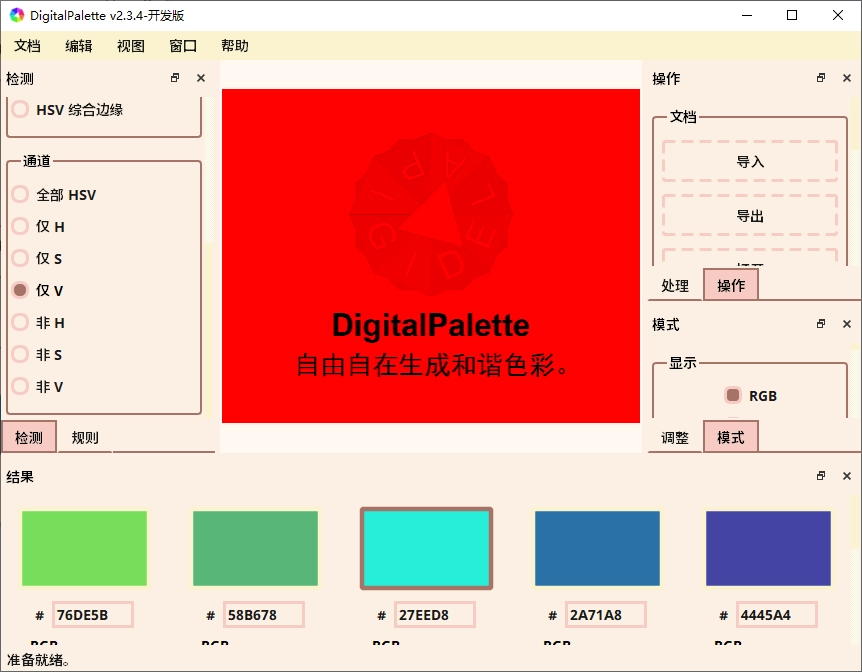 DigitalPalette v2.3.4-开发版
文档 编辑 视图 窗口 帮助
检测
HSV 综合边缘
通道
全部 HSV
仅 H
仅 S
仅 V
非 H
非 S
非 V
检测 规则
DIGITALPA
DigitalPalette
自由自在生成和谐色彩。
操作
文档
导入
导出
打开
处理 操作
模式
显示
RGB
调整 模式
结果
# 76DE5B # 58B678 # 27EED8 # 2A71A8 # 4445A4
RGB RGB RGB RGB RGB
准备就绪。